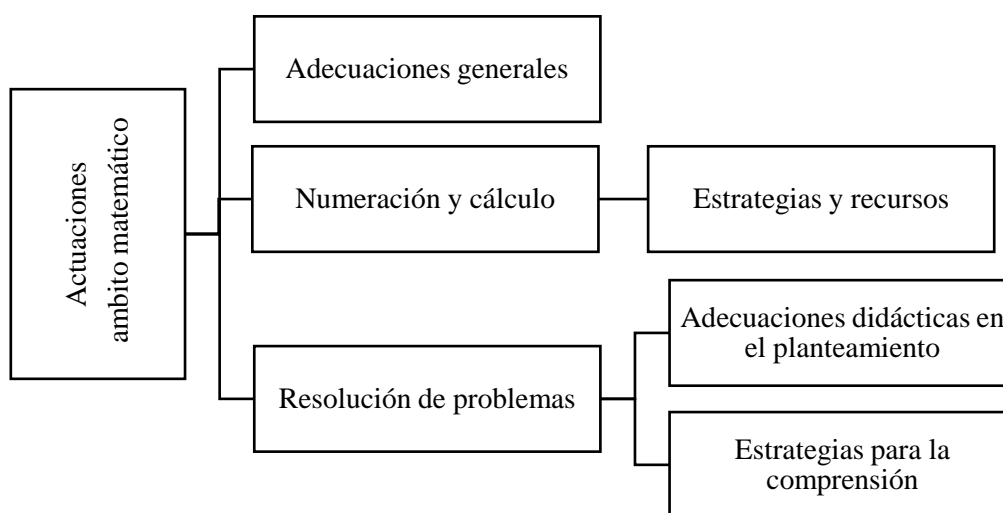 Actuaciones
ambito matemático
Adecuaciones generales
Numeración y cálculo
Estrategias y recursos
Resolución de problemas
Adecuaciones didácticas en
el planteamiento
Estrategias para la
comprensión